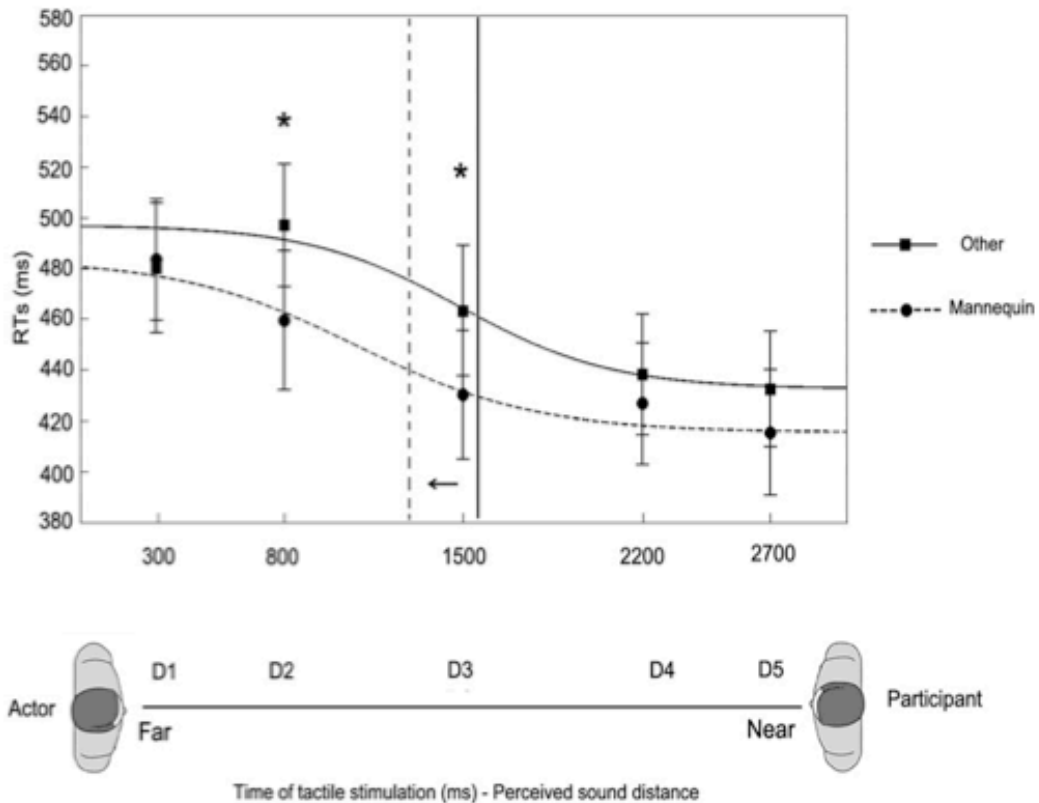 580
560
540
520
500
480
460
440
420
400
380
RTs (ms)
*
*
Other
Mannequin
300 800 1500 2200 2700
D1 D2 D3 D4 D5
Actor
Participant
Far
Near
Time of tactile stimulation (ms) - Perceived sound distance